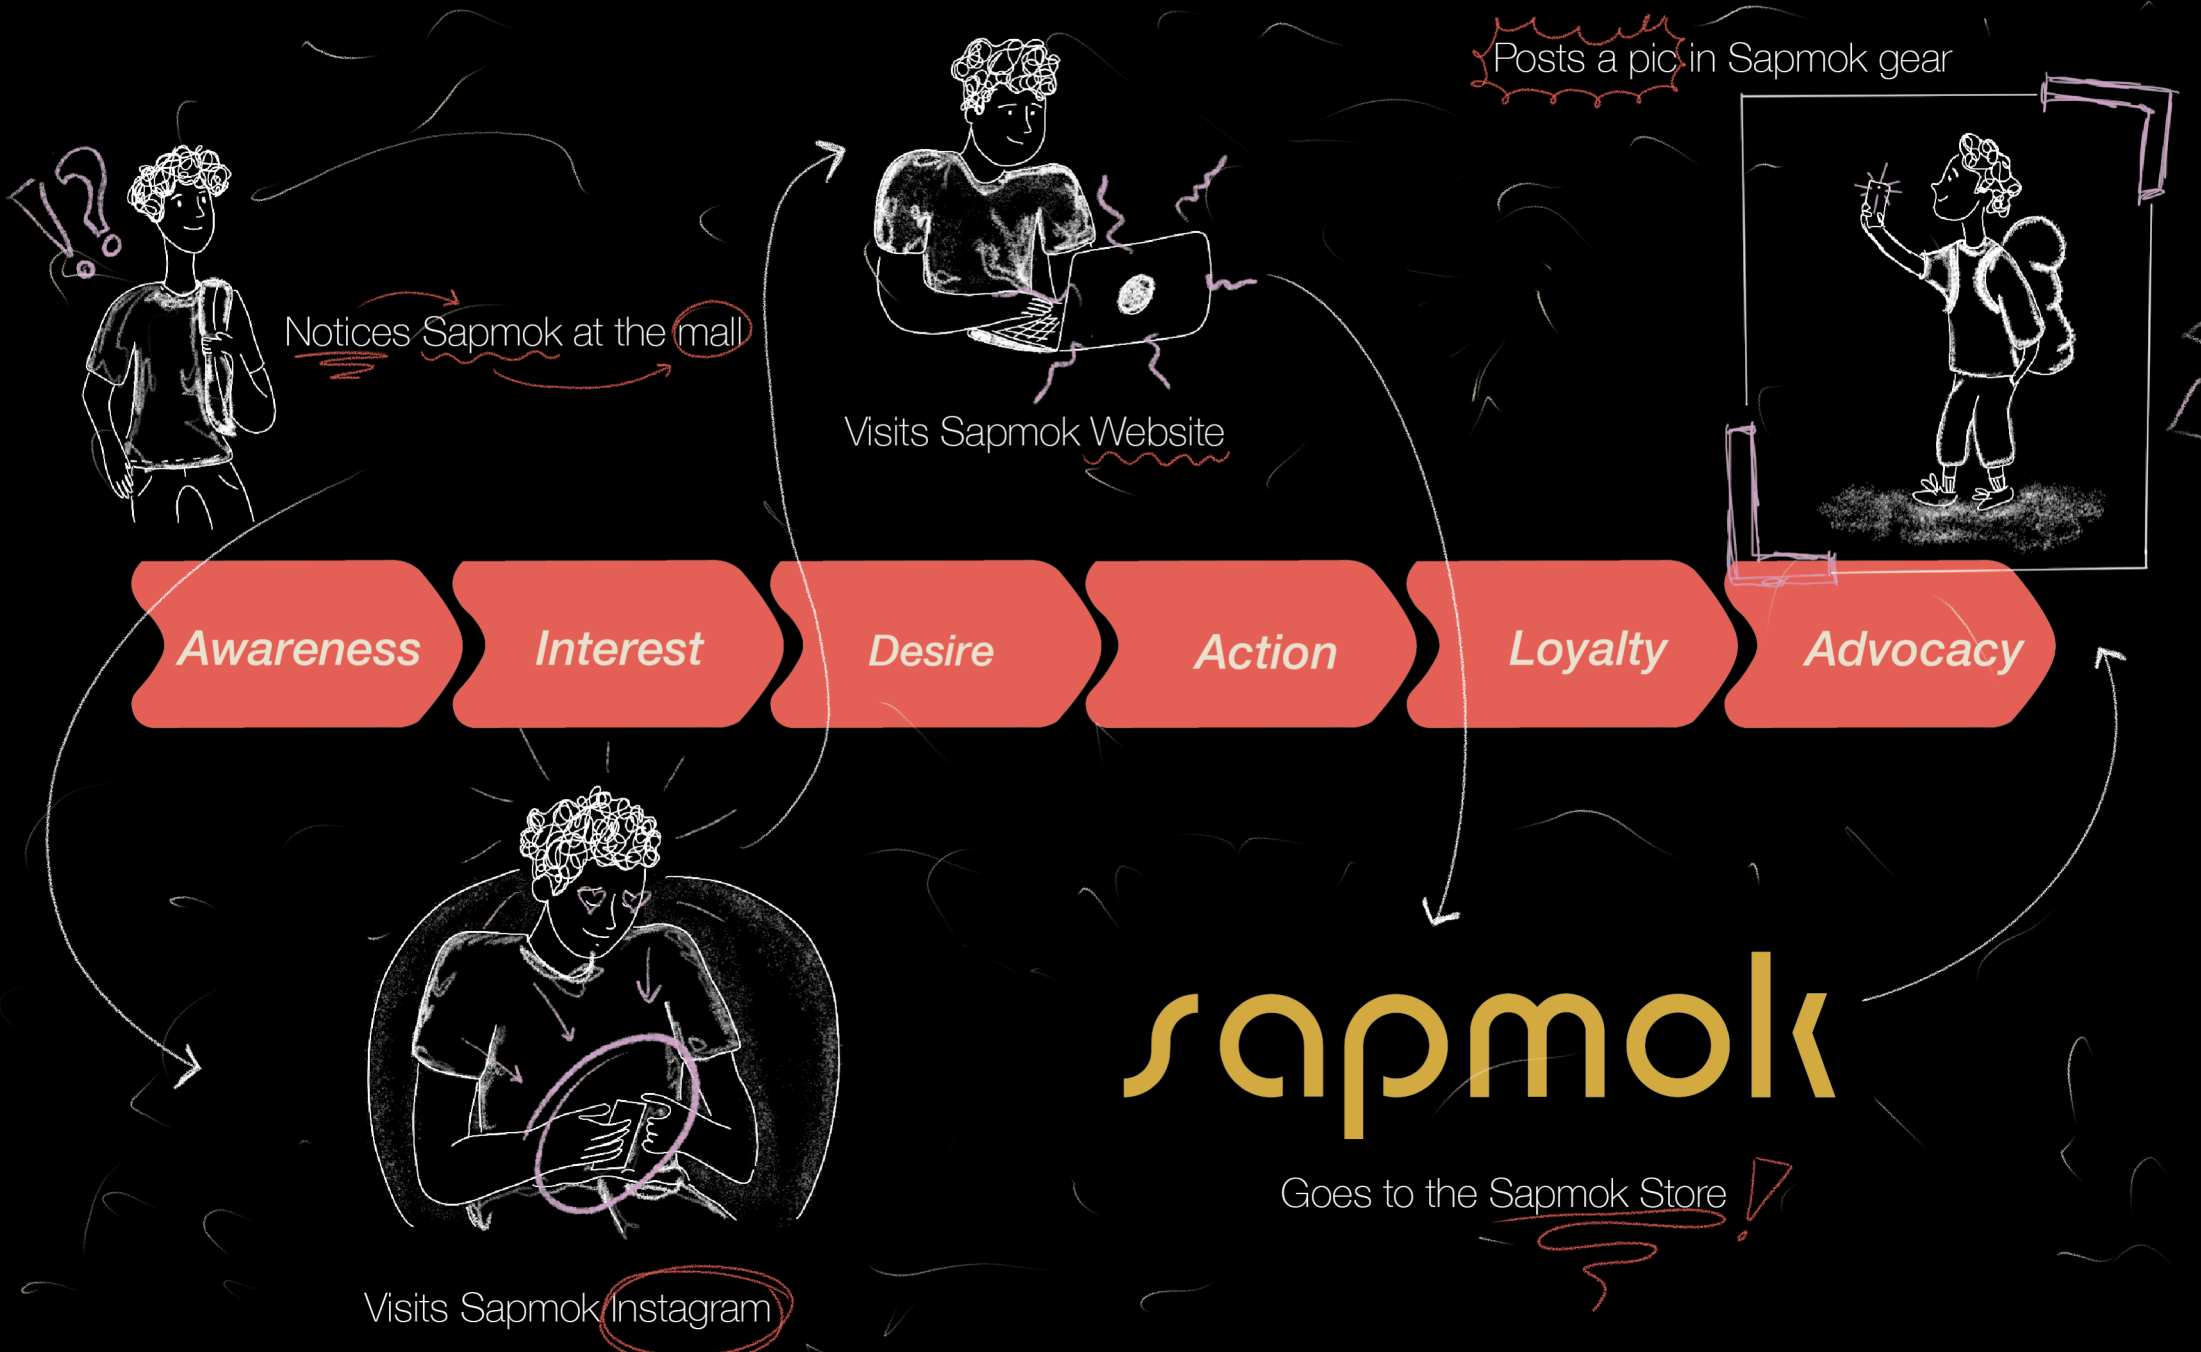 Posts a pic in Sapmok gear
Notices Sapmok at the mall
Visits Sapmok Website
Awareness
Interest
Desire
Action
Loyalty
Advocacy
sapmok
Goes to the Sapmok Store
Visits Sapmok Instagram